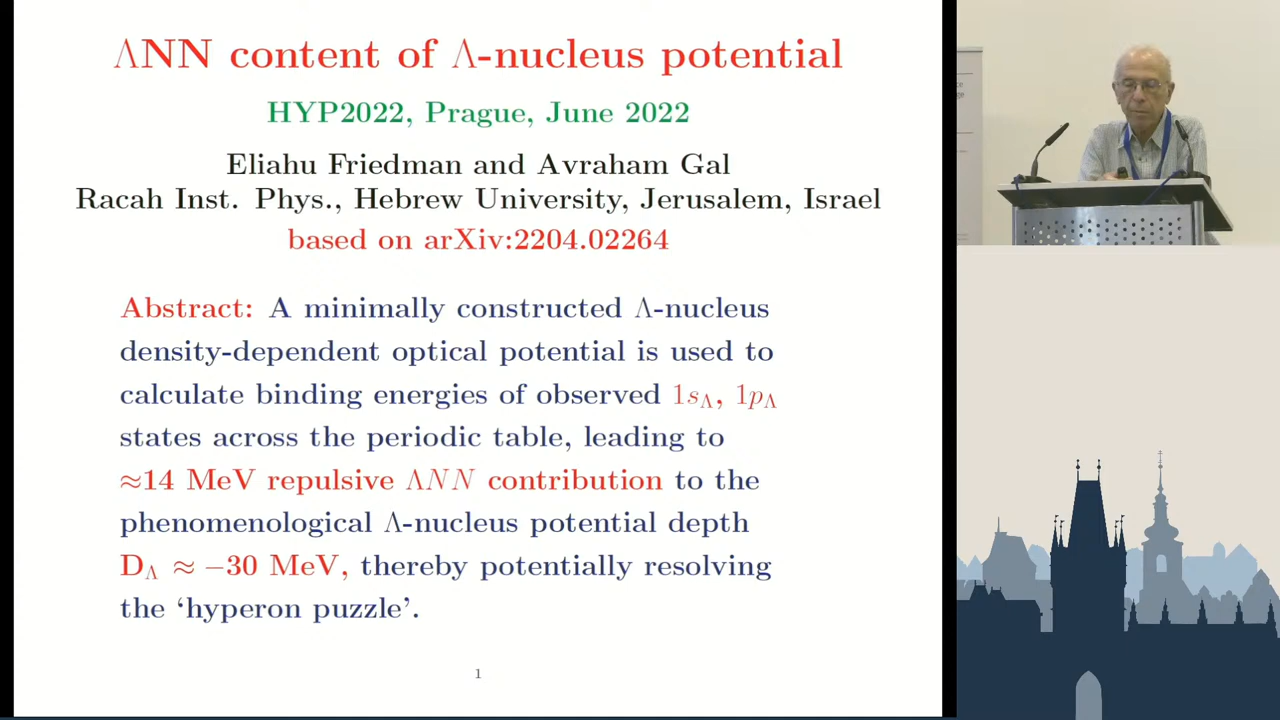 ΛNN content of Λ-nucleus potential
HYP2022, Prague, June 2022
Eliahu Friedman and Avraham Gal
Racah Inst. Phys., Hebrew University, Jerusalem, Israel
based on arXiv:2204.02264
Abstract: A minimally constructed Λ-nucleus
density-dependent optical potential is used to
calculate binding energies of observed 1s_Λ, 1p_Λ
states across the periodic table, leading to
≈14 MeV repulsive ΛNN contribution to the
phenomenological Λ-nucleus potential depth
D_Λ ≈ −30 MeV, thereby potentially resolving
the ‘hyperon puzzle’.
1